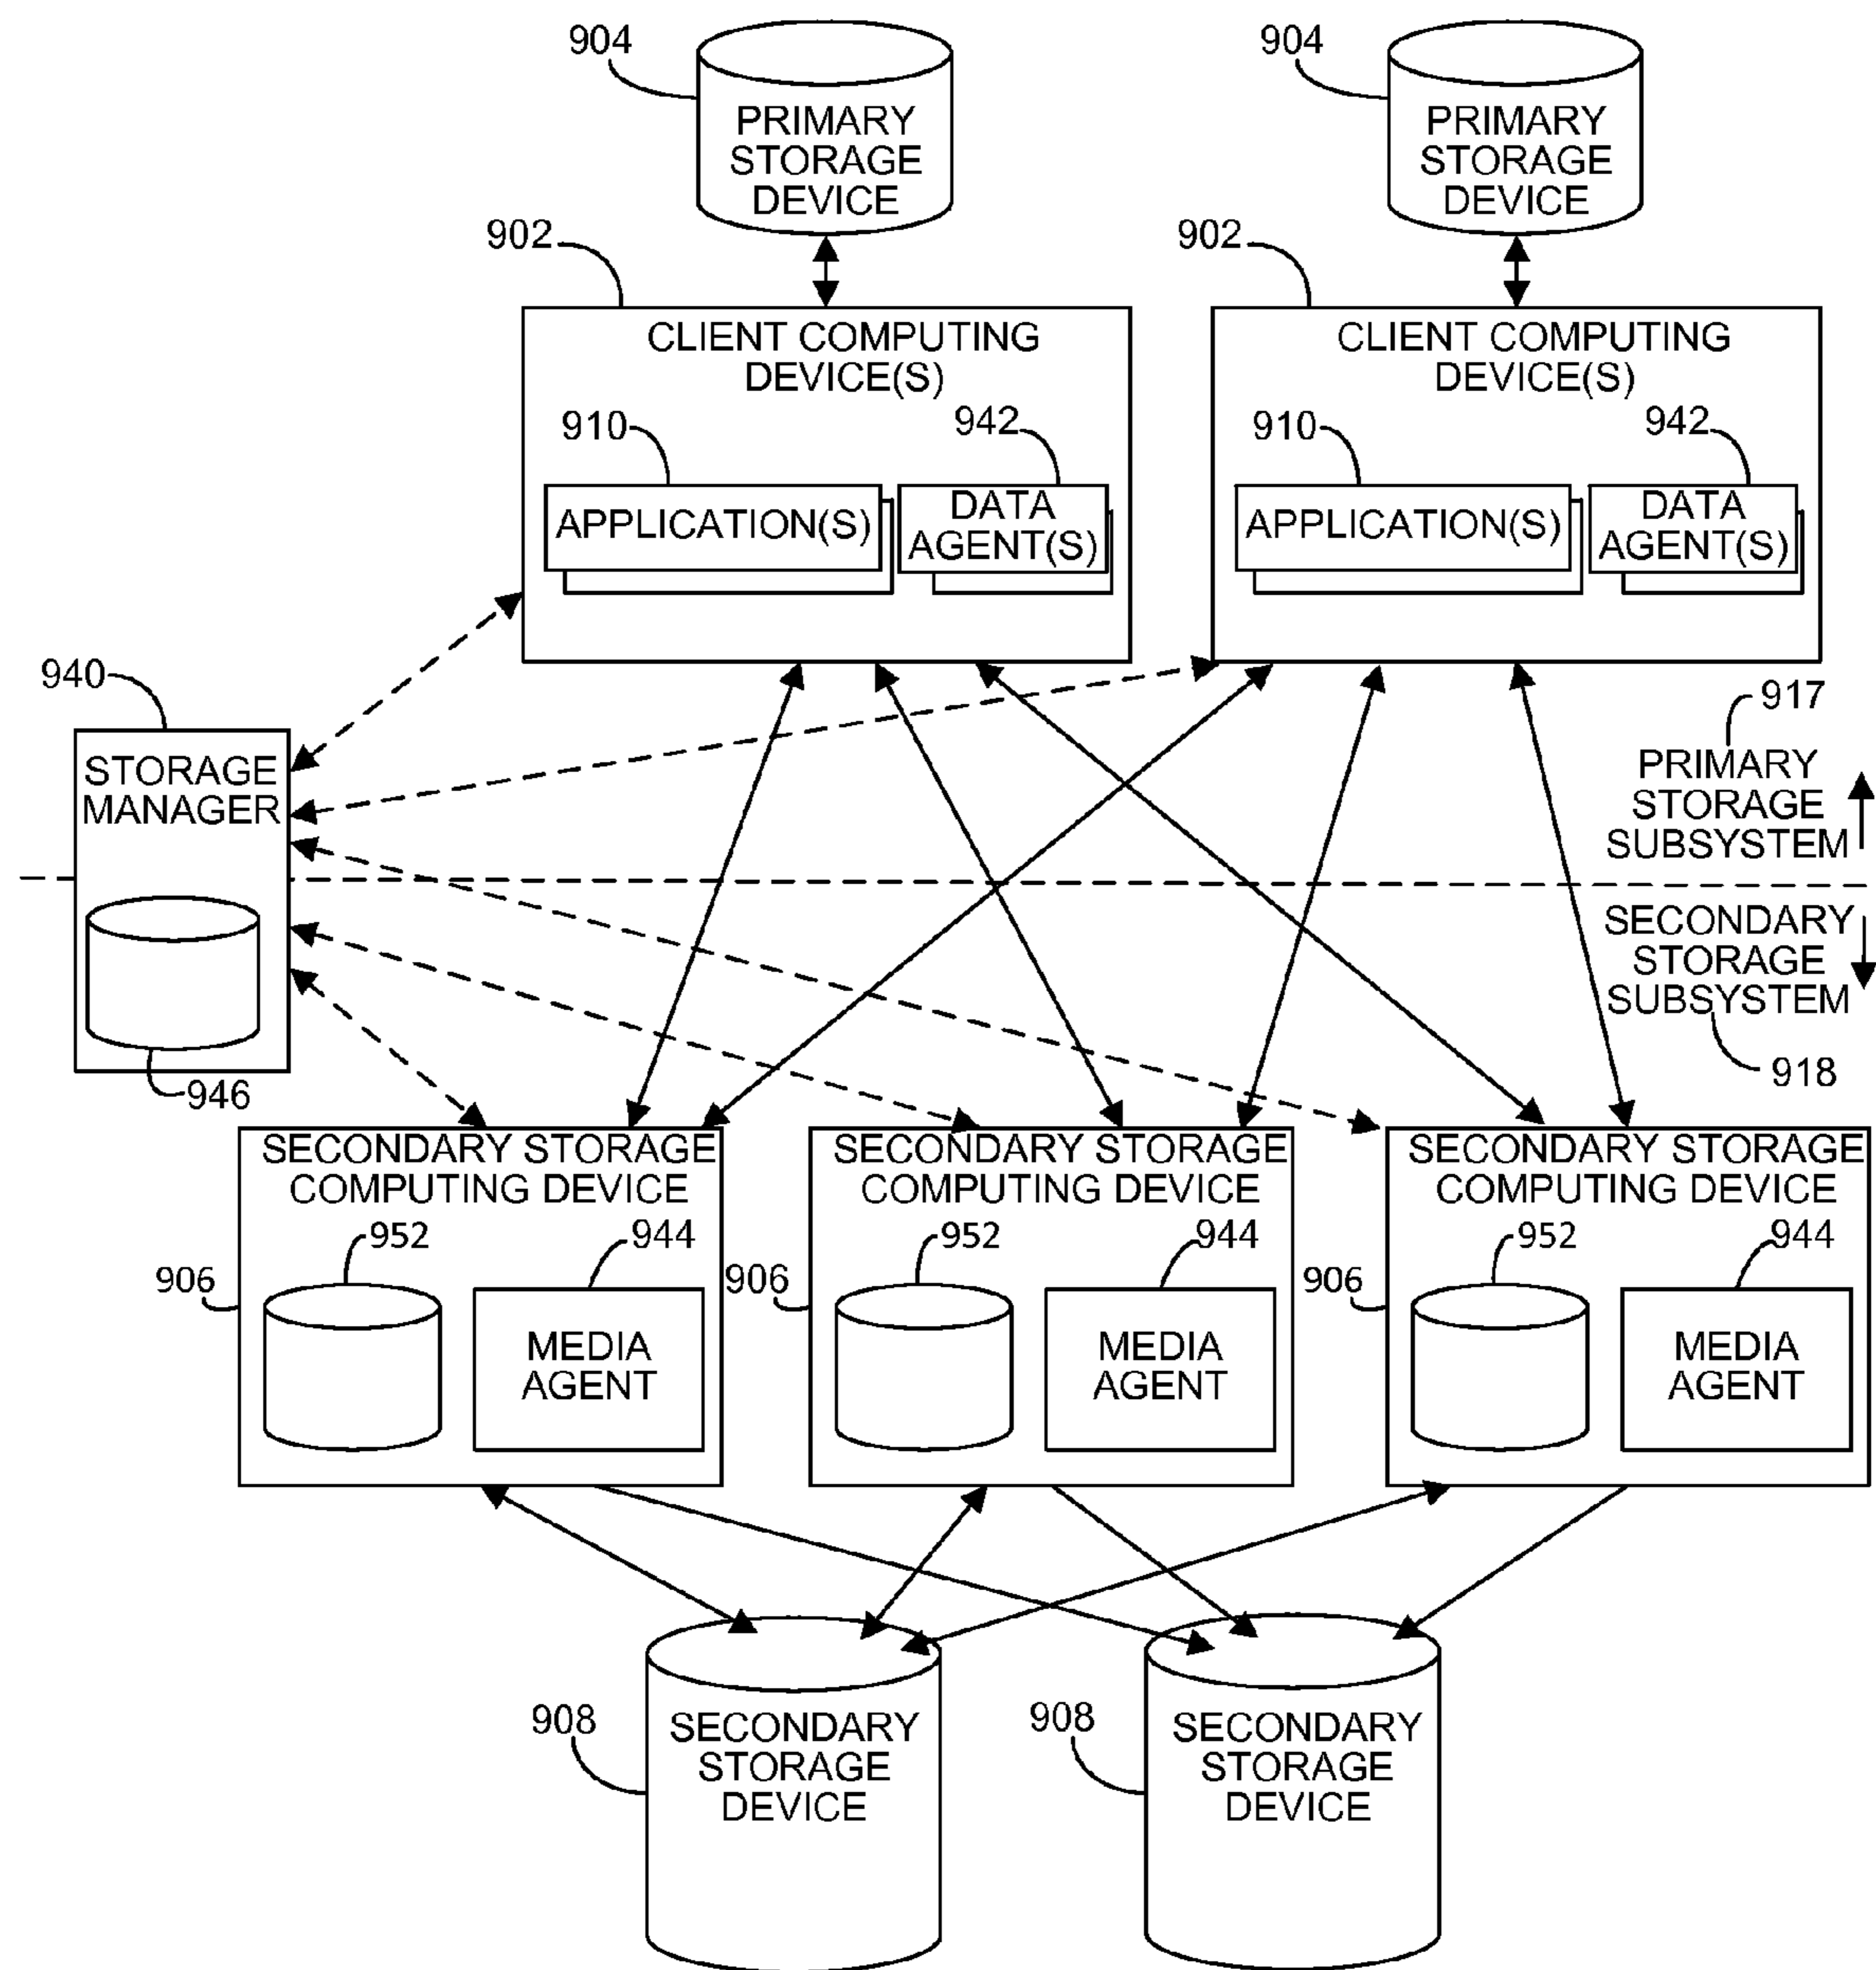 904
904
PRIMARY
STORAGE
DEVICE
PRIMARY
STORAGE
DEVICE
902
902
CLIENT COMPUTING
DEVICE(S)
910
942
APPLICATION(S)
DATA
AGENT(S)
CLIENT COMPUTING
DEVICE(S)
910
942
APPLICATION(S)
DATA
AGENT(S)
940
STORAGE
MANAGER
946
917
PRIMARY
STORAGE
SUBSYSTEM
SECONDARY
STORAGE
SUBSYSTEM
918
SECONDARY STORAGE
COMPUTING DEVICE
952
944
906
MEDIA
AGENT
SECONDARY STORAGE
COMPUTING DEVICE
952
944
906
MEDIA
AGENT
SECONDARY STORAGE
COMPUTING DEVICE
952
944
906
MEDIA
AGENT
908
SECONDARY
STORAGE
DEVICE
908
SECONDARY
STORAGE
DEVICE